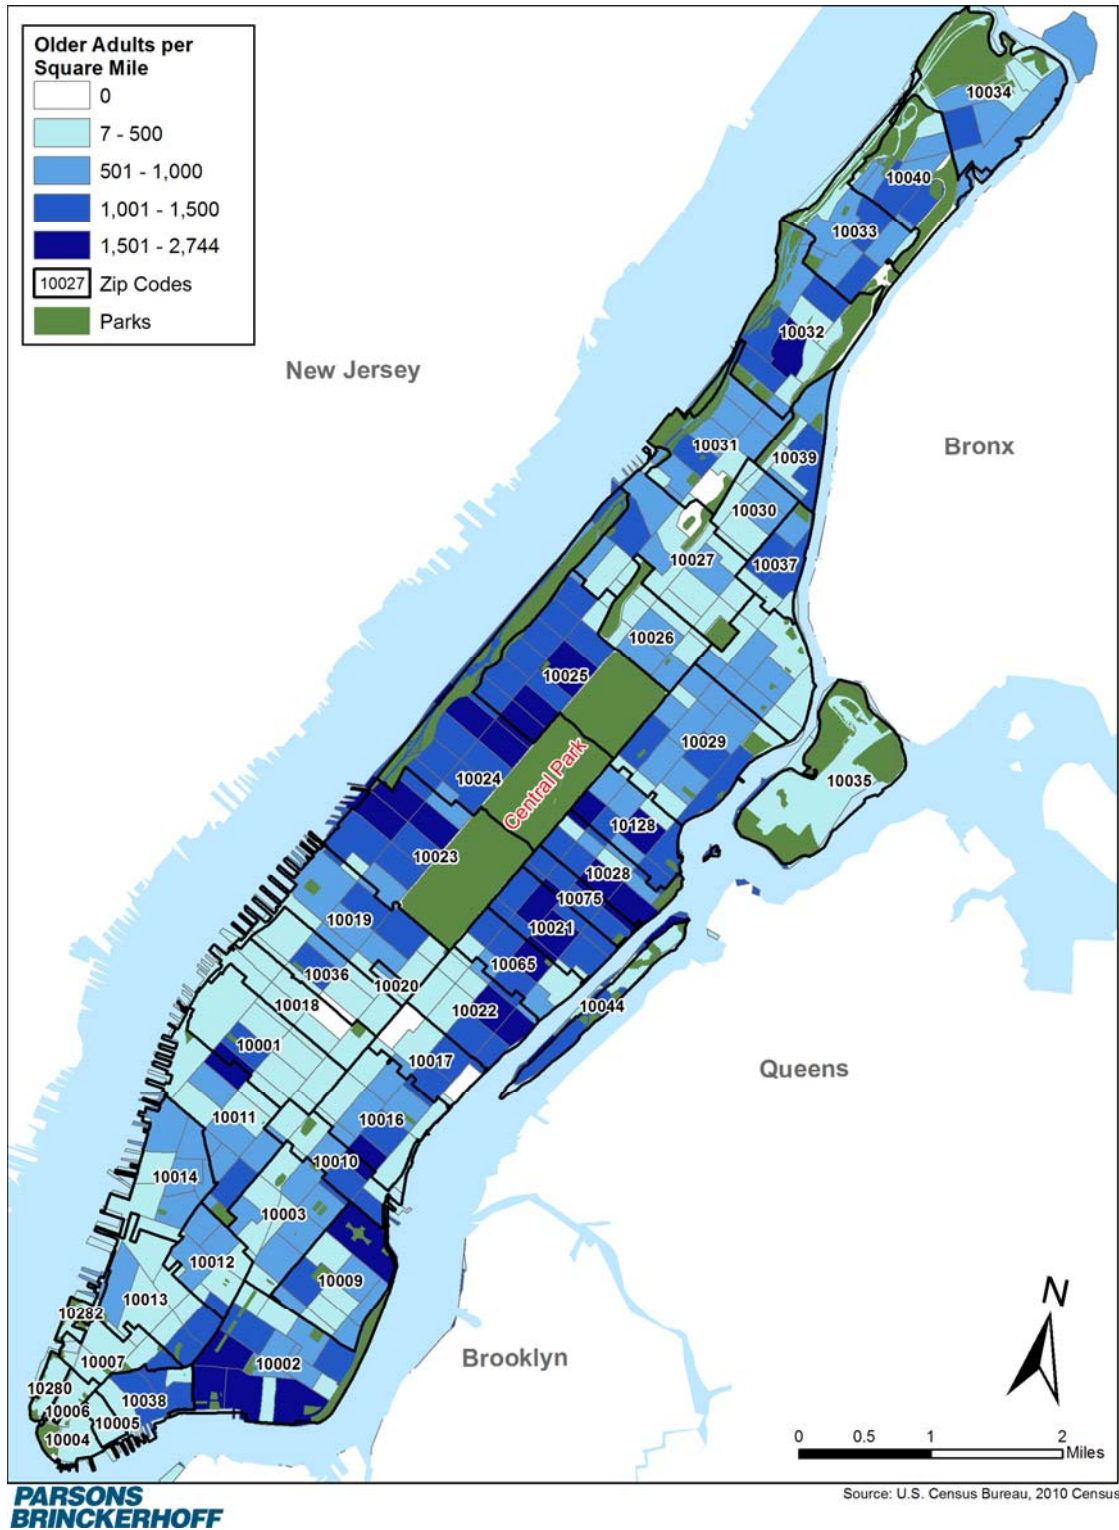 Older Adults per
Square Mile
0
7 - 500
501 - 1,000
1,001 - 1,500
1,501 - 2,744
10027 Zip Codes
Parks
New Jersey
Bronx
Queens
Brooklyn
Central Park
10034
10040
10033
10032
10031
10039
10030
10027
10037
10026
10025
10029
10035
10024
10128
10023
10028
10075
10021
10019
10065
10036
10020
10044
10018
10022
10001
10017
10011
10016
10010
10014
10003
10012
10009
10013
10282
10007
10002
10280
10038
10006
10005
10004
N
0 0.5 1 2
Miles
PARSONS
BRINCKERHOFF
Source: U.S. Census Bureau, 2010 Census